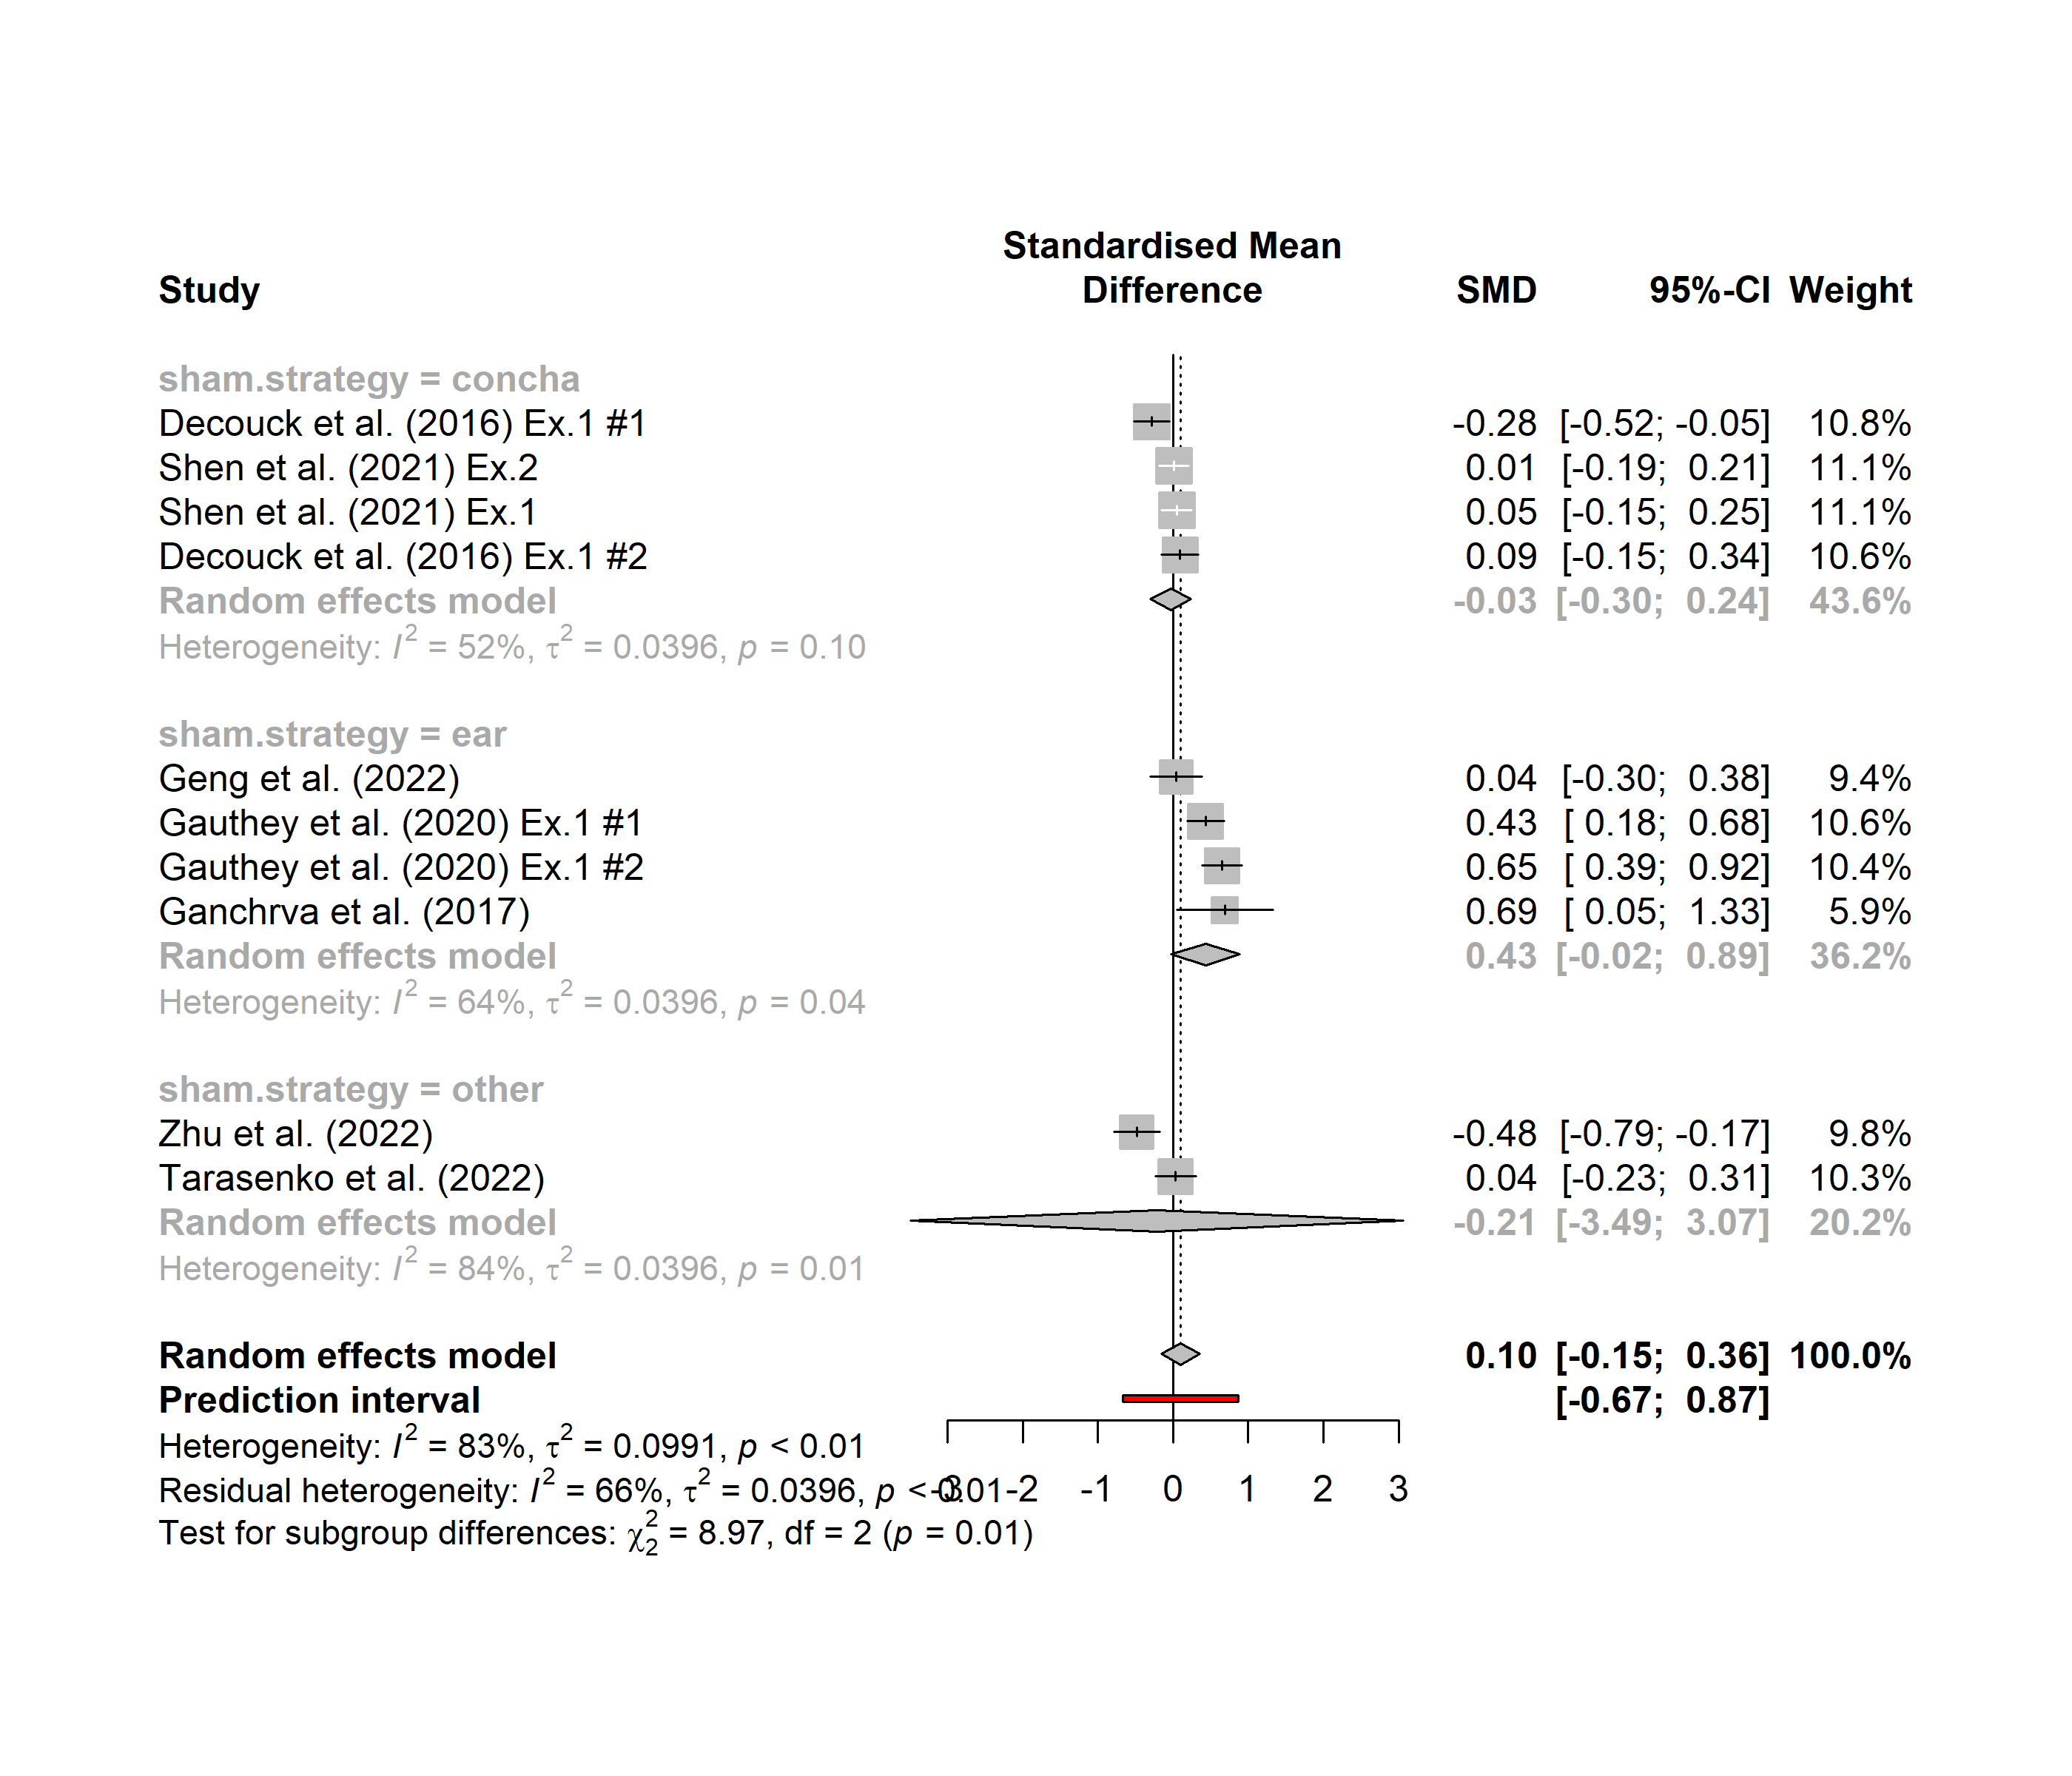 Standardised Mean
Study Difference SMD 95%-CI Weight
sham.strategy = concha
Decouck et al. (2016) Ex.1 #1 -0.28 [-0.52; -0.05] 10.8%
Shen et al. (2021) Ex.2 0.01 [-0.19; 0.21] 11.1%
Shen et al. (2021) Ex.1 0.05 [-0.15; 0.25] 11.1%
Decouck et al. (2016) Ex.1 #2 0.09 [-0.15; 0.34] 10.6%
Random effects model -0.03 [-0.30; 0.24] 43.6%
Heterogeneity: I² = 52%, τ² = 0.0396, p = 0.10
sham.strategy = ear
Geng et al. (2022) 0.04 [-0.30; 0.38] 9.4%
Gauthey et al. (2020) Ex.1 #1 0.43 [ 0.18; 0.68] 10.6%
Gauthey et al. (2020) Ex.1 #2 0.65 [ 0.39; 0.92] 10.4%
Ganchrva et al. (2017) 0.69 [ 0.05; 1.33] 5.9%
Random effects model 0.43 [-0.02; 0.89] 36.2%
Heterogeneity: I² = 64%, τ² = 0.0396, p = 0.04
sham.strategy = other
Zhu et al. (2022) -0.48 [-0.79; -0.17] 9.8%
Tarasenko et al. (2022) 0.04 [-0.23; 0.31] 10.3%
Random effects model -0.21 [-3.49; 3.07] 20.2%
Heterogeneity: I² = 84%, τ² = 0.0396, p = 0.01
Random effects model 0.10 [-0.15; 0.36] 100.0%
Prediction interval [-0.67; 0.87]
Heterogeneity: I² = 83%, τ² = 0.0991, p < 0.01
Residual heterogeneity: I² = 66%, τ² = 0.0396, p < 0.01 -3 -2 -1 0 1 2 3
Test for subgroup differences: χ²₂ = 8.97, df = 2 (p = 0.01)